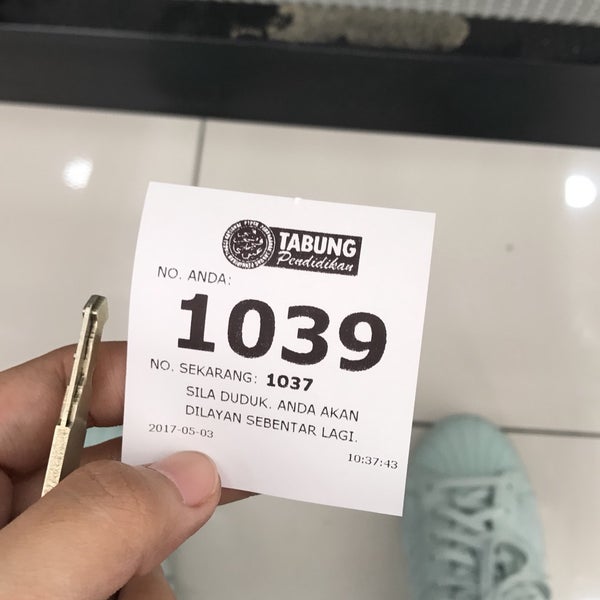 TABUNG
Pendidikan
NO. ANDA:
1039
NO. SEKARANG: 1037
SILA DUDUK. ANDA AKAN
DILAYAN SEBENTAR LAGI.
2017-05-03
10:37:43